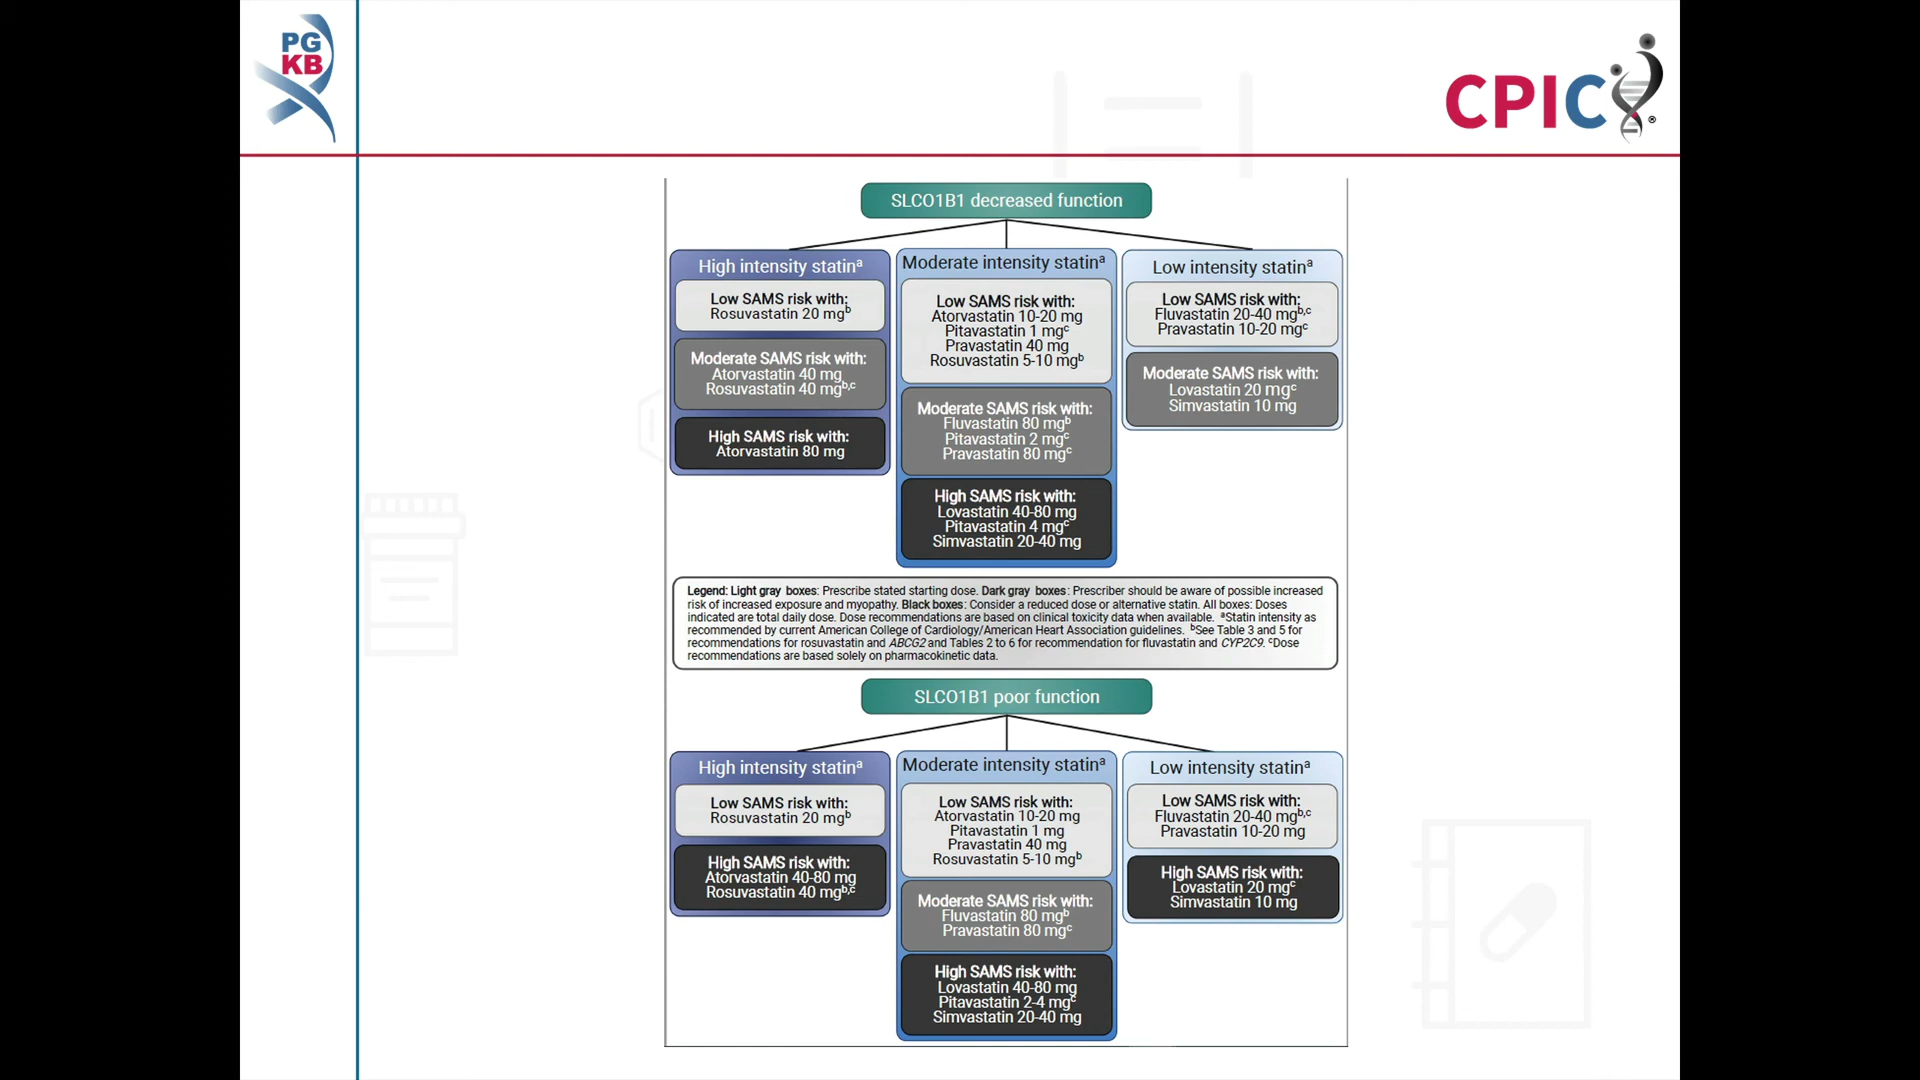 PG
KB
CPIC®
SLCO1B1 decreased function
High intensity statinᵃ
Low SAMS risk with:
Rosuvastatin 20 mgᵇ
Moderate SAMS risk with:
Atorvastatin 40 mg
Rosuvastatin 40 mgᵇ,ᶜ
High SAMS risk with:
Atorvastatin 80 mg
Moderate intensity statinᵃ
Low SAMS risk with:
Atorvastatin 10-20 mg
Pitavastatin 1 mgᶜ
Pravastatin 40 mg
Rosuvastatin 5-10 mgᵇ
Moderate SAMS risk with:
Fluvastatin 80 mgᵇ
Pitavastatin 2 mgᶜ
Pravastatin 80 mgᶜ
High SAMS risk with:
Lovastatin 40-80 mg
Pitavastatin 4 mgᶜ
Simvastatin 20-40 mg
Low intensity statinᵃ
Low SAMS risk with:
Fluvastatin 20-40 mgᵇ,ᶜ
Pravastatin 10-20 mgᶜ
Moderate SAMS risk with:
Lovastatin 20 mgᶜ
Simvastatin 10 mg
Legend: Light gray boxes: Prescribe stated starting dose. Dark gray boxes: Prescriber should be aware of possible increased
risk of increased exposure and myopathy. Black boxes: Consider a reduced dose or alternative statin. All boxes: Doses
indicated are total daily dose. Dose recommendations are based on clinical toxicity data when available. ᵃStatin intensity as
recommended by current American College of Cardiology/American Heart Association guidelines. ᵇSee Table 3 and 5 for
recommendations for rosuvastatin and ABCG2 and Tables 2 to 6 for recommendation for fluvastatin and CYP2C9. ᶜDose
recommendations are based solely on pharmacokinetic data.
SLCO1B1 poor function
High intensity statinᵃ
Low SAMS risk with:
Rosuvastatin 20 mgᵇ
High SAMS risk with:
Atorvastatin 40-80 mg
Rosuvastatin 40 mgᵇ,ᶜ
Moderate intensity statinᵃ
Low SAMS risk with:
Atorvastatin 10-20 mg
Pitavastatin 1 mg
Pravastatin 40 mg
Rosuvastatin 5-10 mgᵇ
Moderate SAMS risk with:
Fluvastatin 80 mgᵇ
Pravastatin 80 mgᶜ
High SAMS risk with:
Lovastatin 40-80 mg
Pitavastatin 2-4 mgᶜ
Simvastatin 20-40 mg
Low intensity statinᵃ
Low SAMS risk with:
Fluvastatin 20-40 mgᵇ,ᶜ
Pravastatin 10-20 mg
High SAMS risk with:
Lovastatin 20 mgᶜ
Simvastatin 10 mg